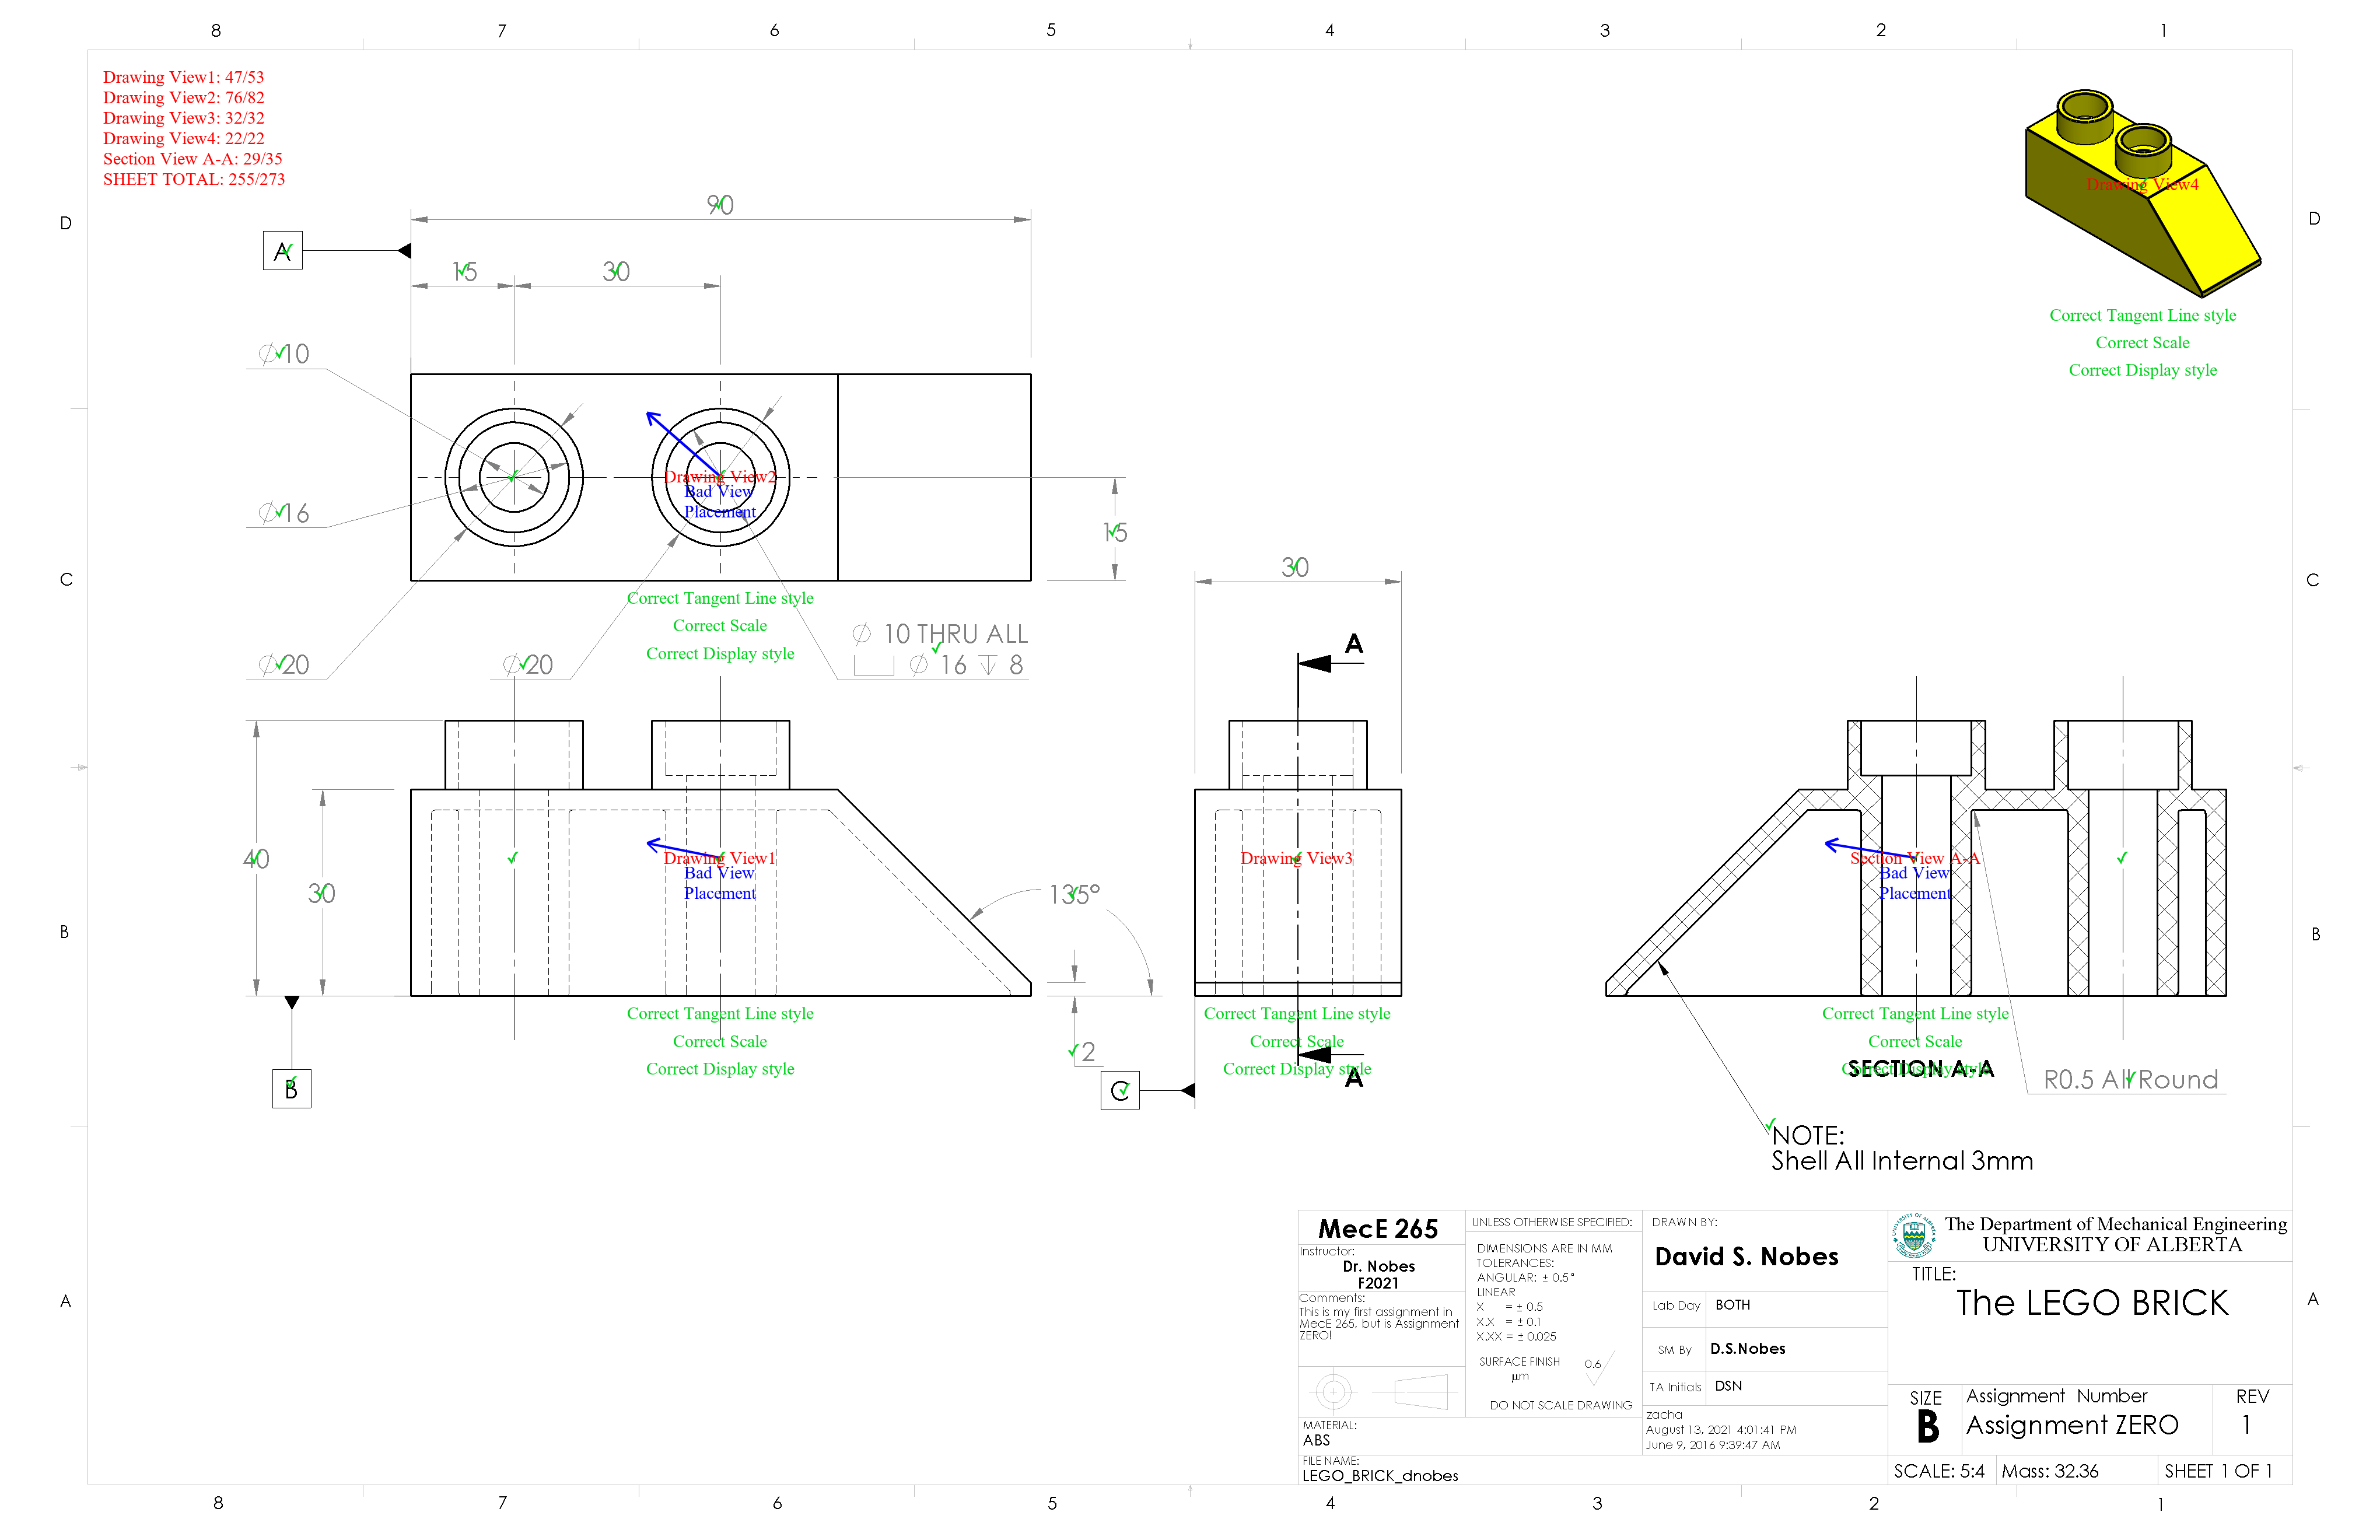 8 7 6 5 4 3 2 1
Drawing View1: 47/53
Drawing View2: 76/82
Drawing View3: 32/32
Drawing View4: 22/22
Section View A-A: 29/35
SHEET TOTAL: 255/273
D
D
90
A
15
30
Drawing View4
Correct Tangent Line style
Correct Scale
Correct Display style
∅10
∅16
Drawing View2
Bad View
Placement
15
C
C
30
Correct Tangent Line style
Correct Scale
Correct Display style
∅20
∅20
∅ 10 THRU ALL
⌴ ∅ 16 ↧ 8
A
40
30
Drawing View1
Bad View
Placement
135°
Drawing View3
Section View A-A
Bad View
Placement
B
B
Correct Tangent Line style
Correct Scale
Correct Display style
2
B
C
Correct Tangent Line style
Correct Scale
Correct Display style
A
Correct Tangent Line style
Correct Scale
Correct Display style
SECTION A-A
R0.5 All Round
NOTE:
Shell All Internal 3mm
MecE 265
Instructor:
Dr. Nobes
F2021
Comments:
This is my first assignment in
MecE 265, but is Assignment
ZERO!
UNLESS OTHERWISE SPECIFIED:
DIMENSIONS ARE IN MM
TOLERANCES:
ANGULAR: ± 0.5°
LINEAR
X = ± 0.5
X.X = ± 0.1
X.XX = ± 0.025
SURFACE FINISH 0.6
µm
DO NOT SCALE DRAWING
MATERIAL:
ABS
FILE NAME:
LEGO_BRICK_dnobes
DRAWN BY:
David S. Nobes
Lab Day BOTH
SM By D.S.Nobes
TA Initials DSN
zacha
August 13, 2021 4:01:41 PM
June 9, 2016 9:39:47 AM
UNIVERSITY OF ALBERTA
The Department of Mechanical Engineering
UNIVERSITY OF ALBERTA
TITLE:
The LEGO BRICK
SIZE
B
Assignment Number
Assignment ZERO
REV
1
SCALE: 5:4
Mass: 32.36
SHEET 1 OF 1
A
A
8 7 6 5 4 3 2 1